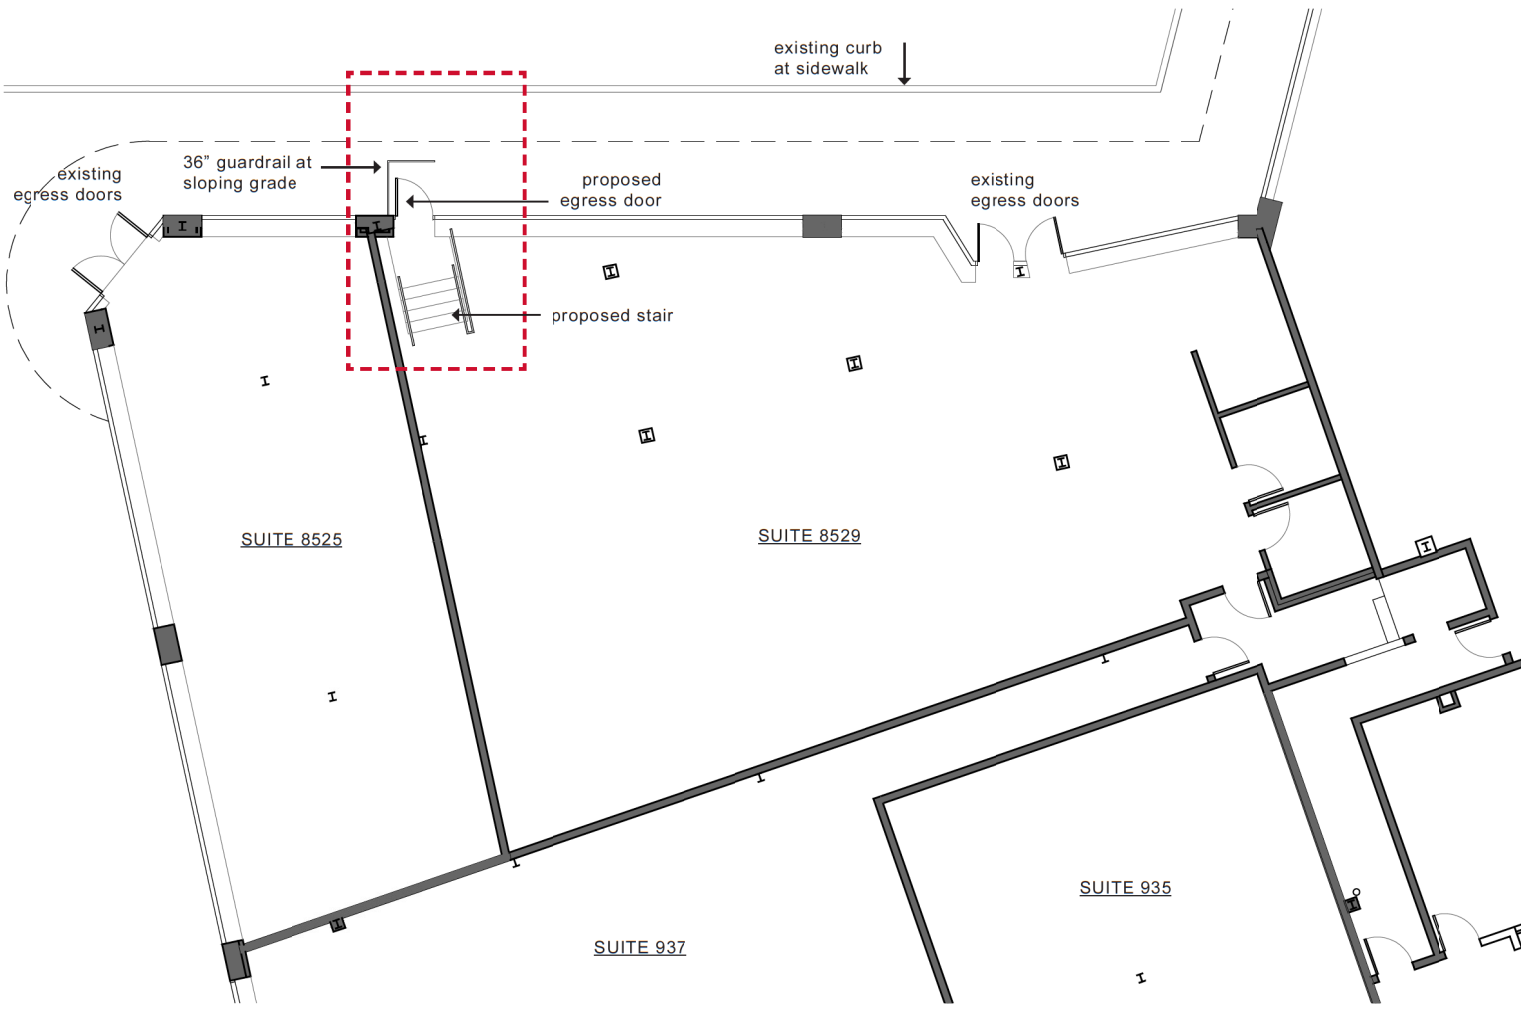 existing curb
at sidewalk
36” guardrail at
sloping grade
existing
egress doors
proposed
egress door
existing
egress doors
proposed stair
SUITE 8525
SUITE 8529
SUITE 935
SUITE 937